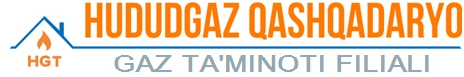 HUDUDGAZ QASHQADARYO
HGT
GAZ TA'MINOTI FILIALI